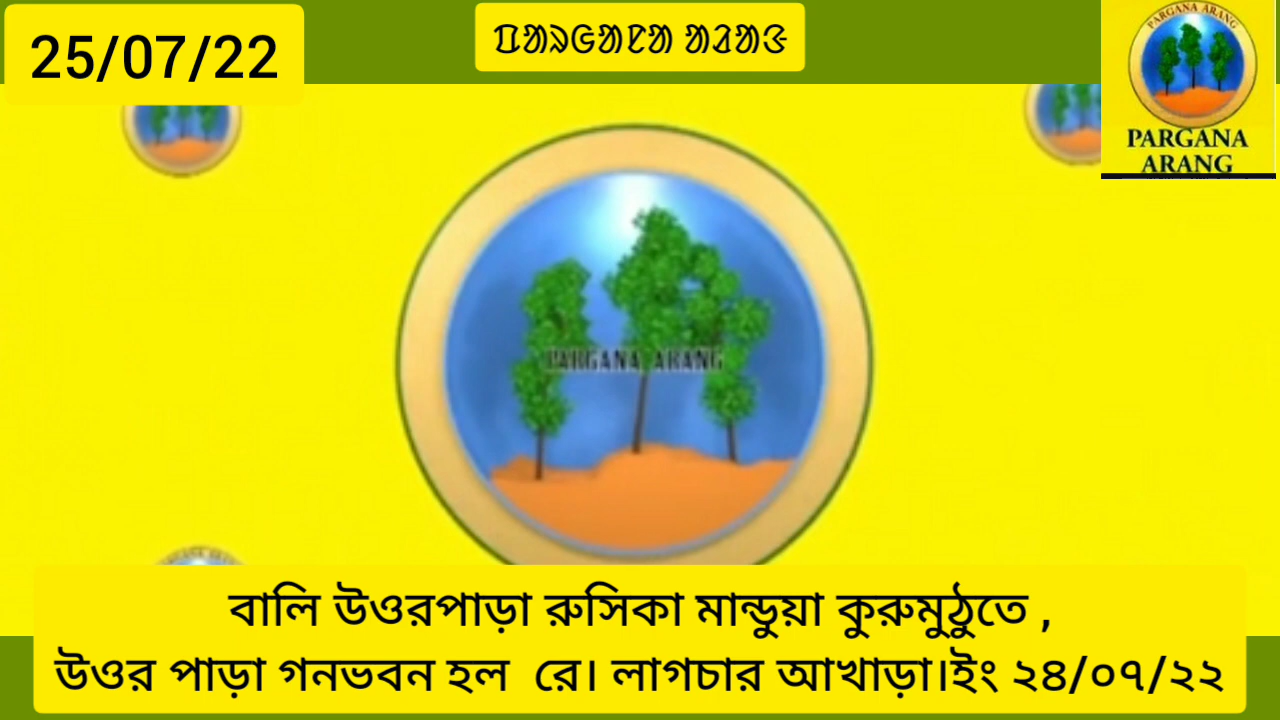 25/07/22
ᱯᱟᱨᱜᱟᱱᱟ ᱟᱲᱟᱝ
PARGANA ARANG
PARGANA
ARANG
PARGANA ARANG
বালি উওরপাড়া রুসিকা মান্ডুয়া কুরুমুঠুতে ,
উওর পাড়া গনভবন হল রে। লাগচার আখাড়া।ইং ২৪/০৭/২২